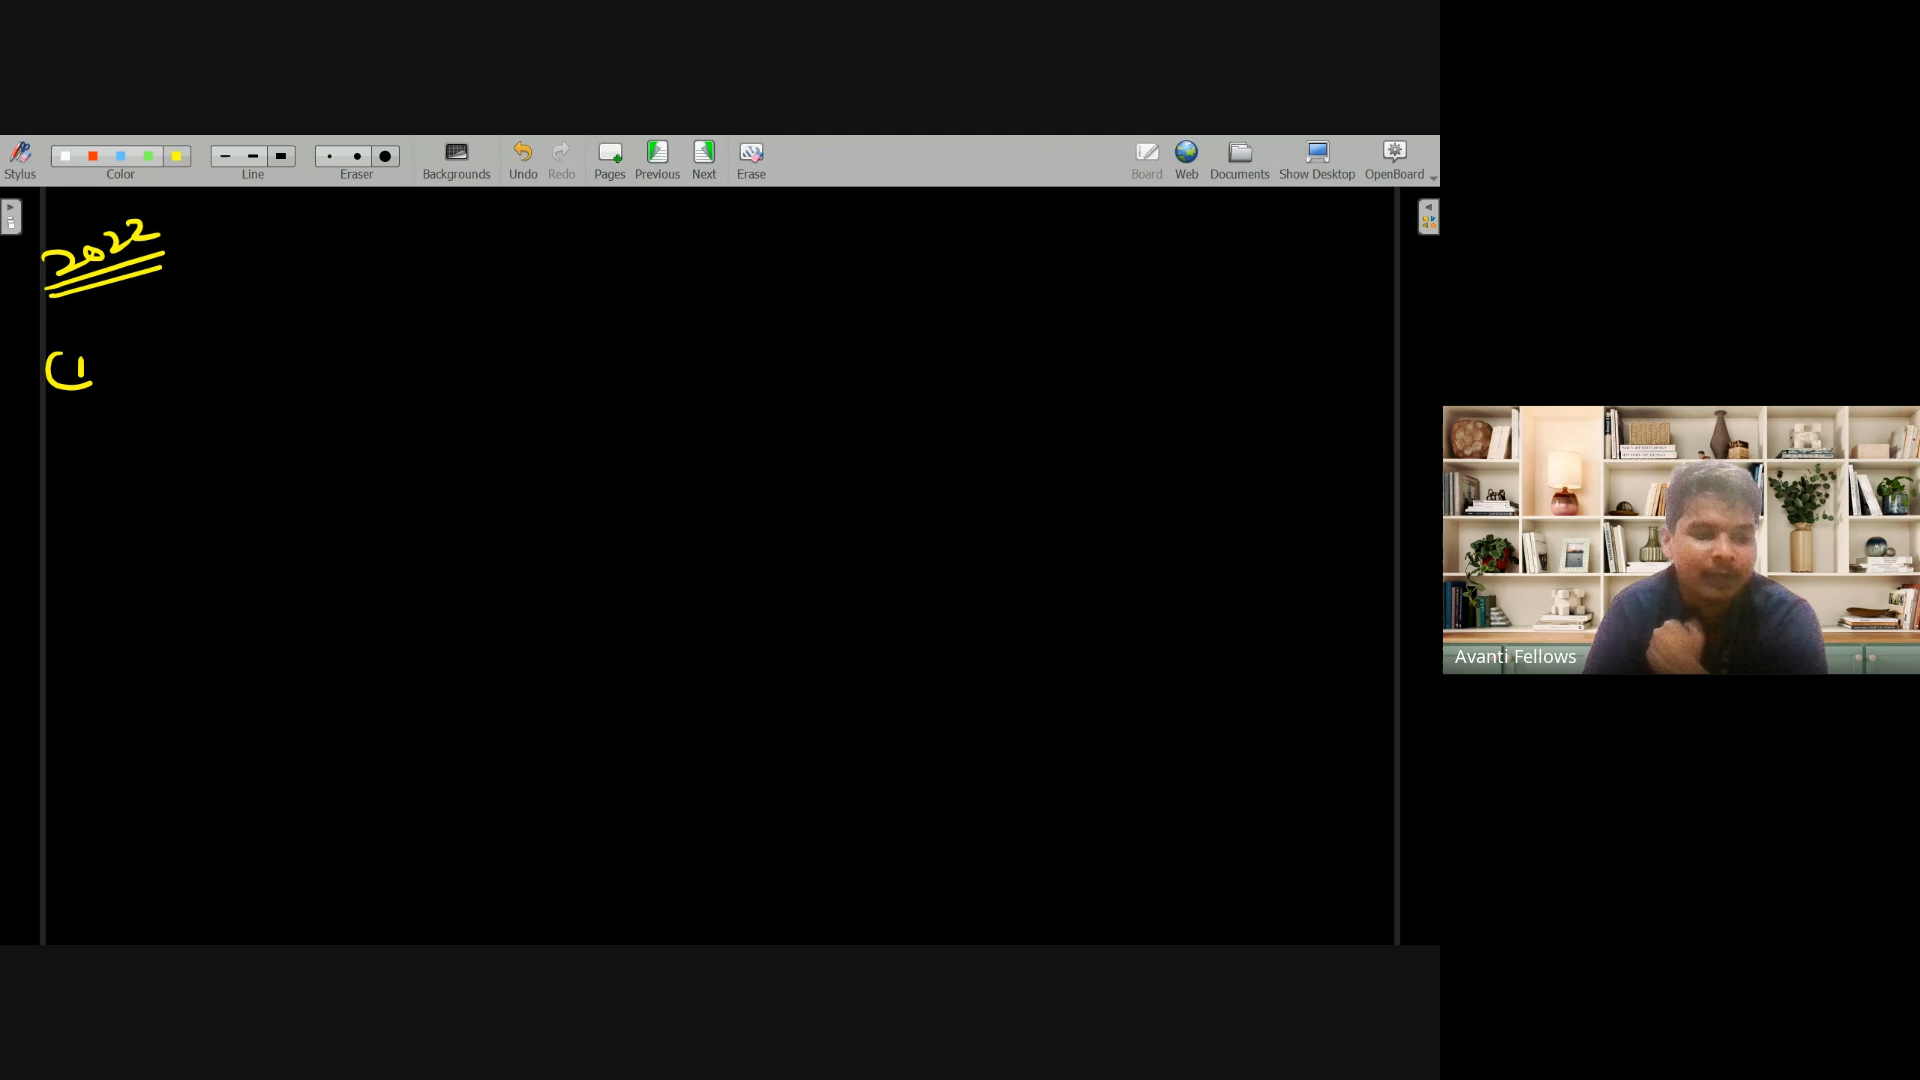 Stylus Color Line Eraser Backgrounds Undo Redo Pages Previous Next Erase Board Web Documents Show Desktop OpenBoard
2022
(1
Avanti Fellows